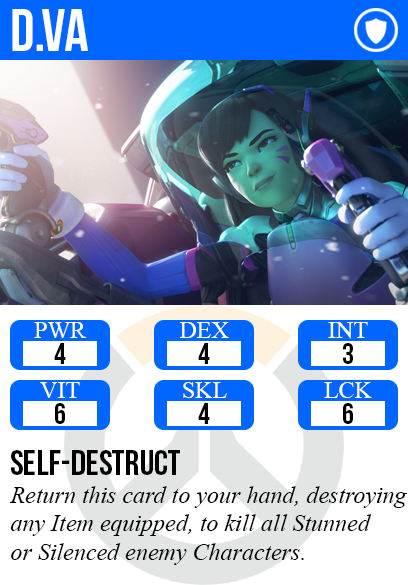 D.VA
PWR DEX INT
4 4 3
VIT SKL LCK
6 4 6
SELF-DESTRUCT
Return this card to your hand, destroying
any Item equipped, to kill all Stunned
or Silenced enemy Characters.